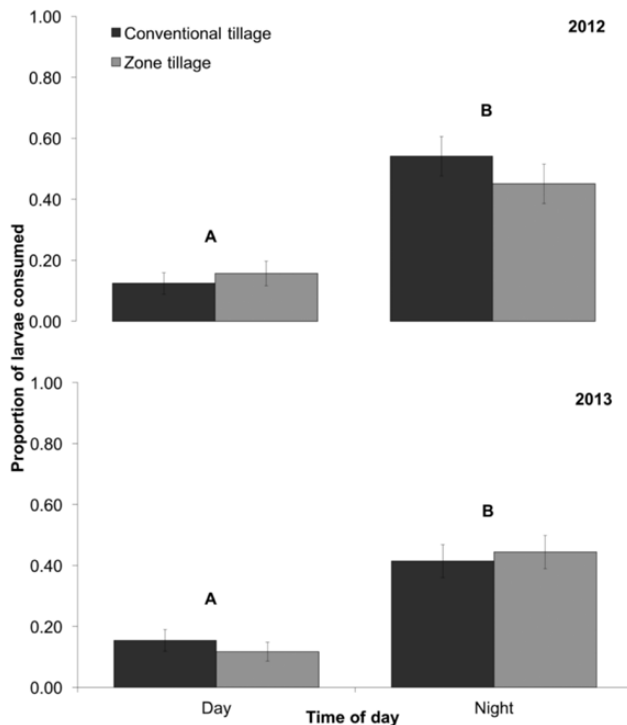 Proportion of larvae consumed
1.00
0.80
0.60
0.40
0.20
0.00
Conventional tillage
Zone tillage
2012
A
B
1.00
0.80
0.60
0.40
0.20
0.00
2013
A
B
Day
Night
Time of day